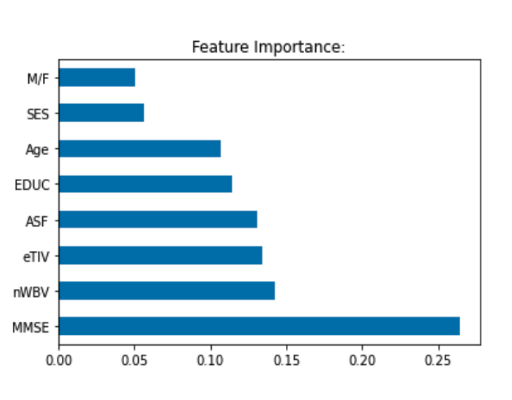 Feature Importance:
M/F
SES
Age
EDUC
ASF
eTIV
nWBV
MMSE
0.00 0.05 0.10 0.15 0.20 0.25